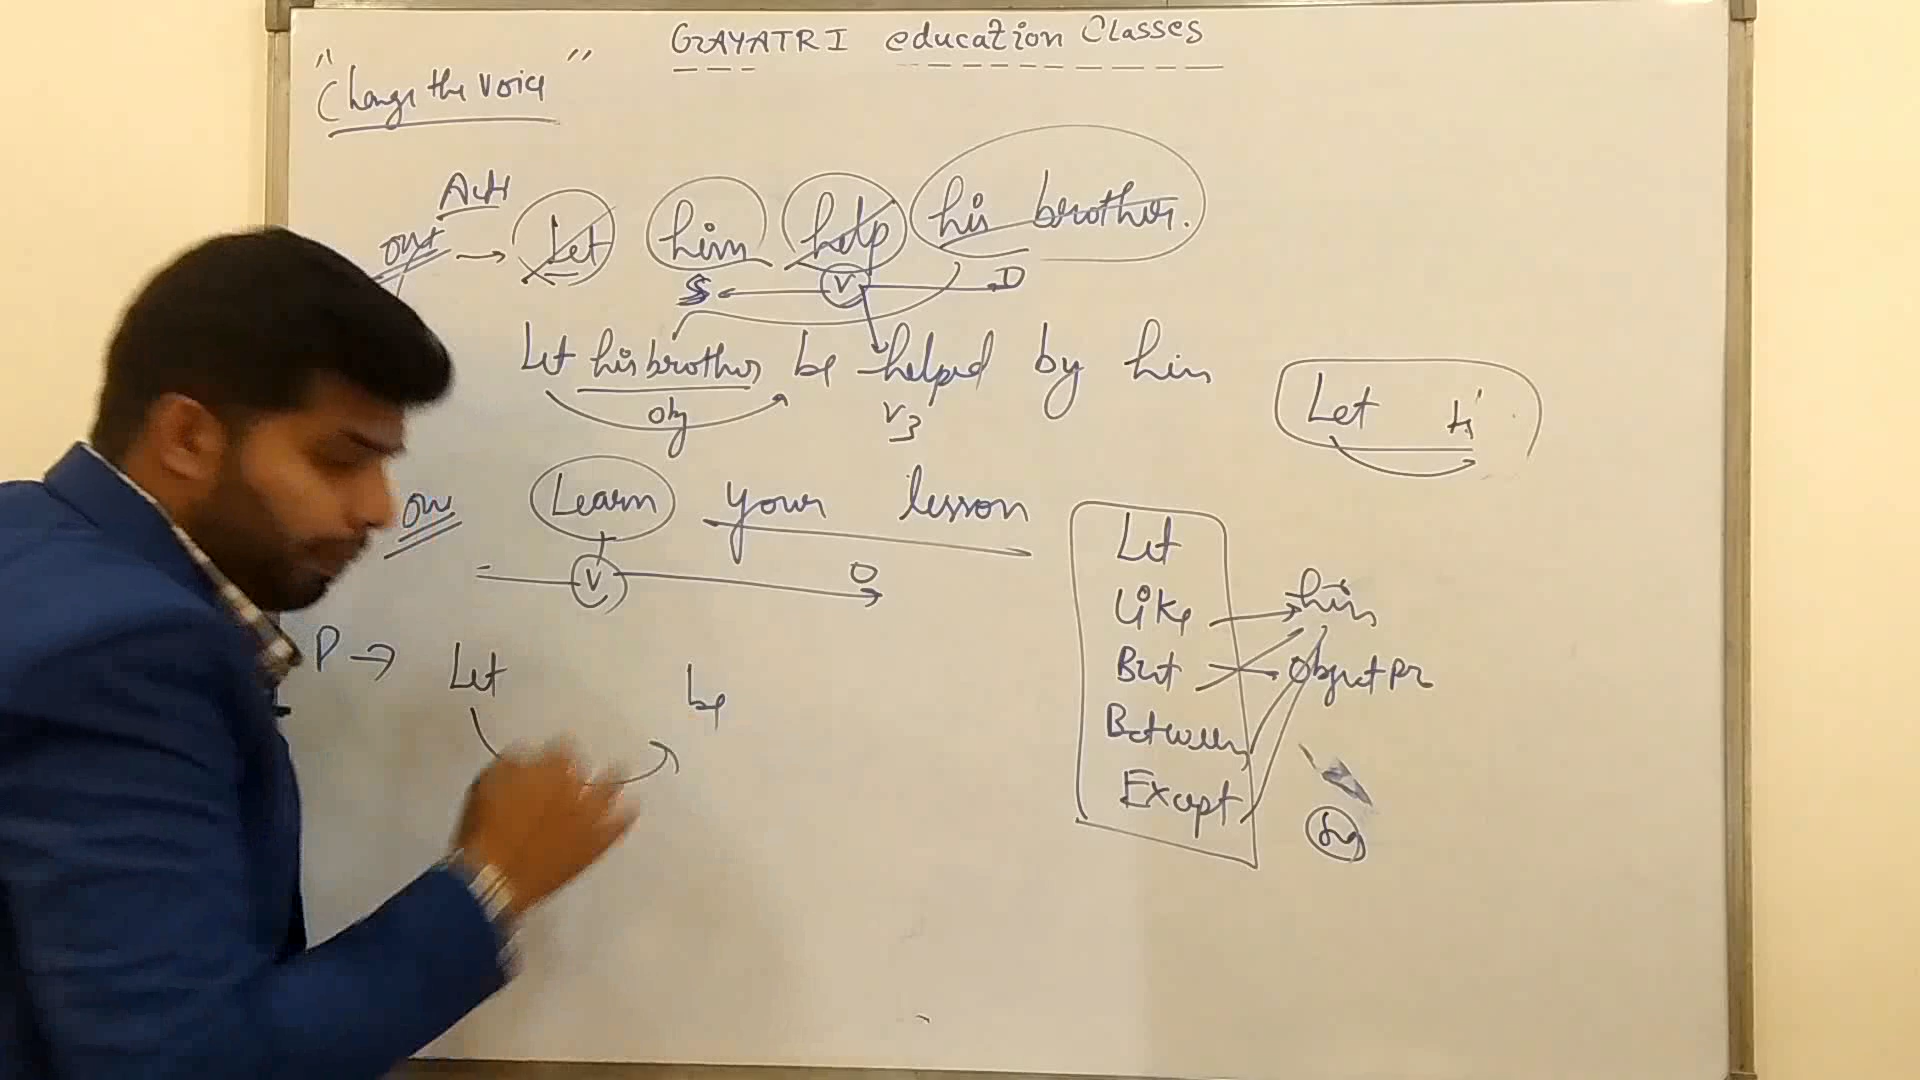 GAYATRI education Classes
"Change the Voice"
Act
→ Let him help his brother.
S V O
Let his brother be helped by him
obj V3
Let
Learn your lesson
V O
P → Let be
Let
Like him
But Object Pr
Between
Except